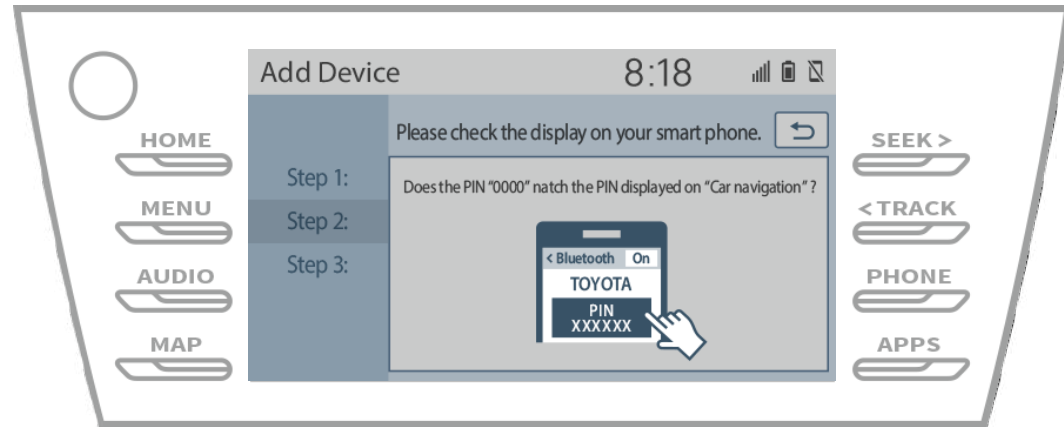 Add Device 8:18
HOME
MENU
AUDIO
MAP
Please check the display on your smart phone.
Step 1:
Step 2:
Step 3:
Does the PIN "0000" natch the PIN displayed on "Car navigation" ?
< Bluetooth On
TOYOTA
PIN
XXXXXX
SEEK >
< TRACK
PHONE
APPS